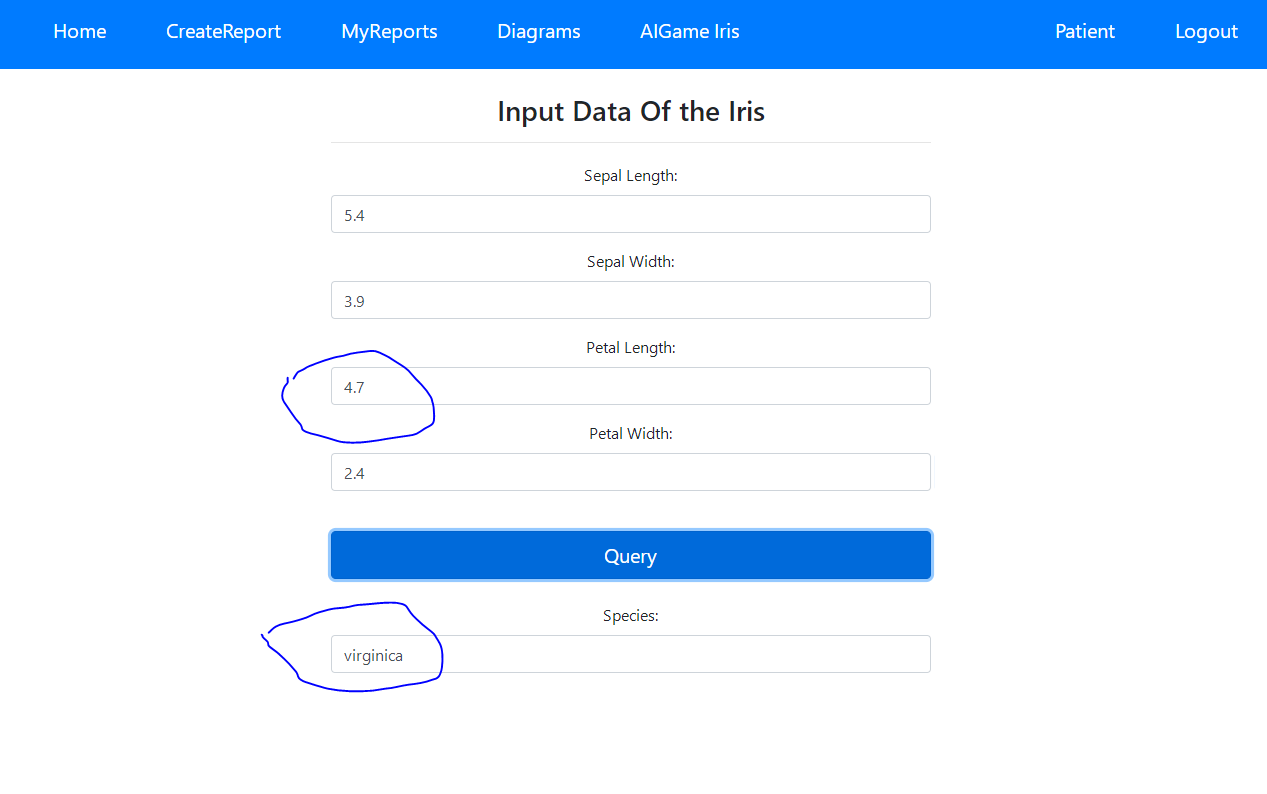 Home CreateReport MyReports Diagrams AIGame Iris Patient Logout
Input Data Of the Iris
Sepal Length:
5.4
Sepal Width:
3.9
Petal Length:
4.7
Petal Width:
2.4
Query
Species:
virginica